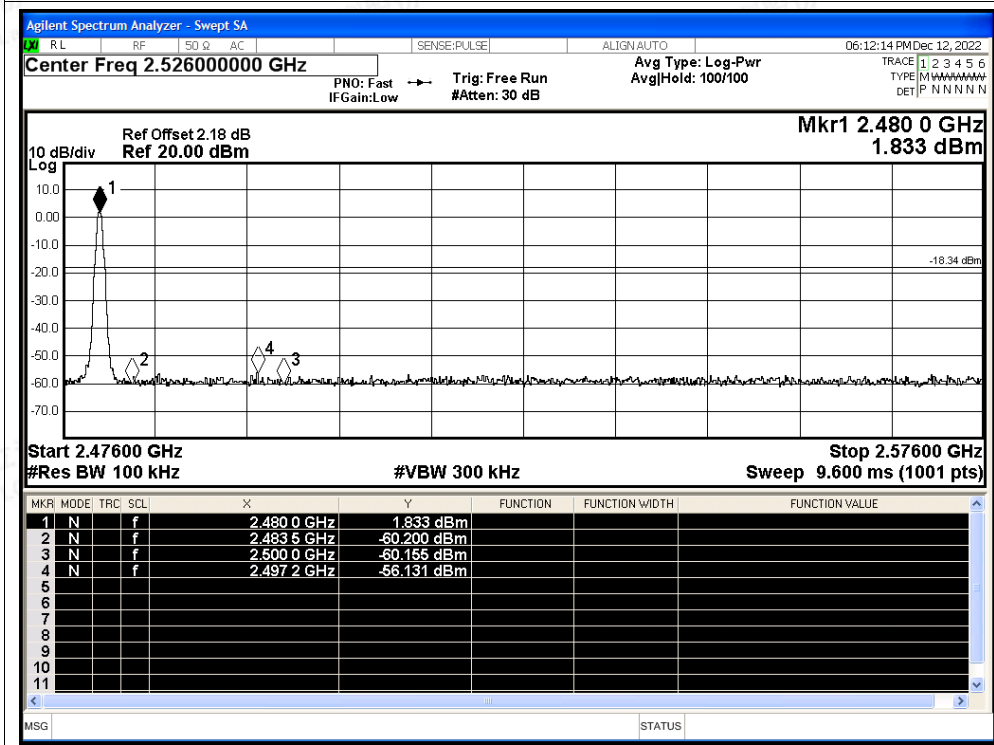 Agilent Spectrum Analyzer - Swept SA
LXI RL RF 50 Ω AC SENSE:PULSE ALIGN AUTO 06:12:14 PM Dec 12, 2022
Center Freq 2.526000000 GHz
PNO: Fast
IFGain:Low
Trig: Free Run
#Atten: 30 dB
Avg Type: Log-Pwr
Avg|Hold: 100/100
TRACE 1 2 3 4 5 6
TYPE M WWWWW
DET P N N N N N
Mkr1 2.480 0 GHz
1.833 dBm
Ref Offset 2.18 dB
10 dB/div Ref 20.00 dBm
Log
10.0
0.00
-10.0
-20.0
-30.0
-40.0
-50.0
-60.0
-70.0
1
2
4
3
-18.34 dBm
Start 2.47600 GHz Stop 2.57600 GHz
#Res BW 100 kHz #VBW 300 kHz Sweep 9.600 ms (1001 pts)
MKR MODE TRC SCL X Y FUNCTION FUNCTION WIDTH FUNCTION VALUE
1 N f 2.480 0 GHz 1.833 dBm
2 N f 2.483 5 GHz -60.200 dBm
3 N f 2.500 0 GHz -60.155 dBm
4 N f 2.497 2 GHz -56.131 dBm
5
6
7
8
9
10
11
MSG STATUS